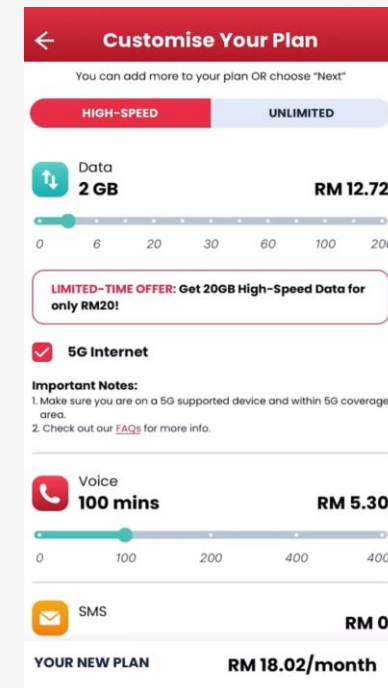 Customise Your Plan
You can add more to your plan OR choose "Next"
HIGH-SPEED UNLIMITED
Data
2 GB RM 12.72
0 6 20 30 60 100 200
LIMITED-TIME OFFER: Get 20GB High-Speed Data for
only RM20!
5G Internet
Important Notes:
1. Make sure you are on a 5G supported device and within 5G coverage
area.
2. Check out our FAQs for more info.
Voice
100 mins RM 5.30
0 100 200 400 400
SMS
RM 0
YOUR NEW PLAN RM 18.02/month